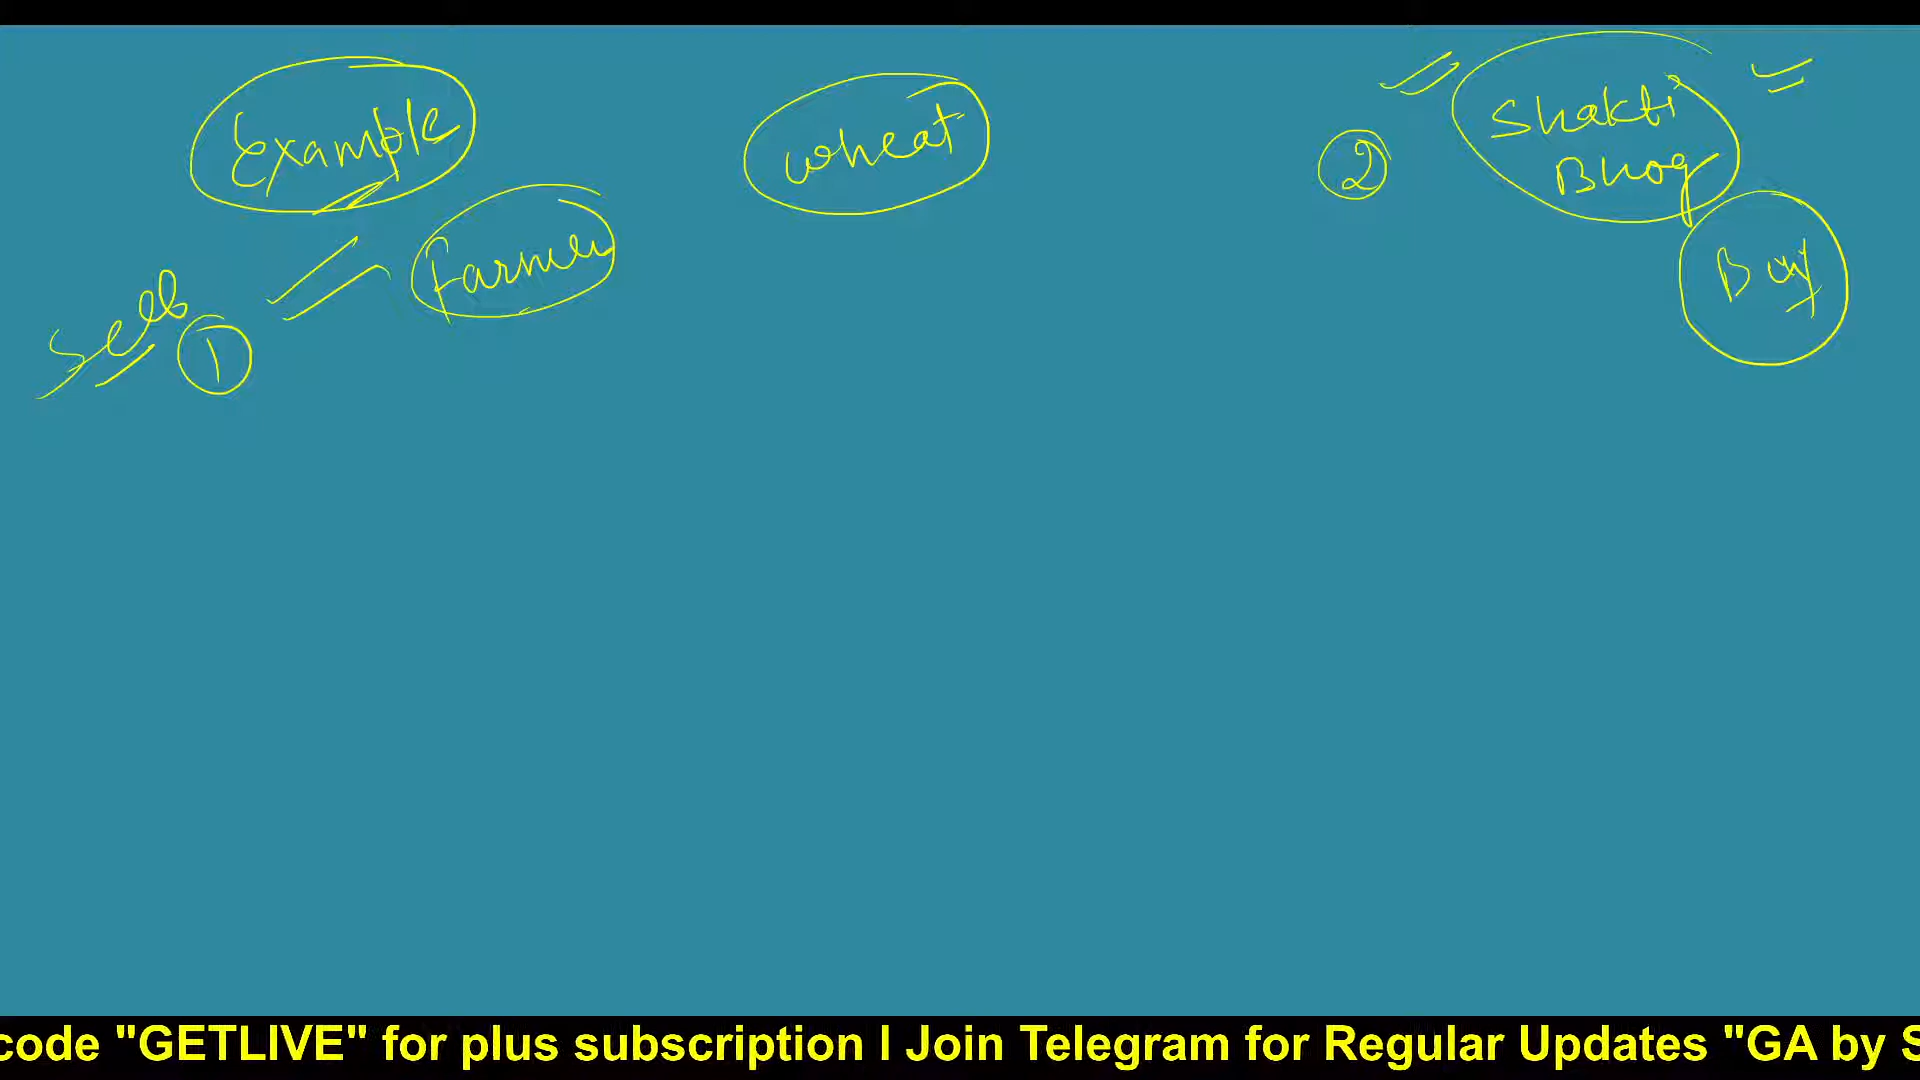 Example
wheat
Shakti
Bhog
2
Farmer
Buy
Sell
1
code "GETLIVE" for plus subscription I Join Telegram for Regular Updates "GA by S